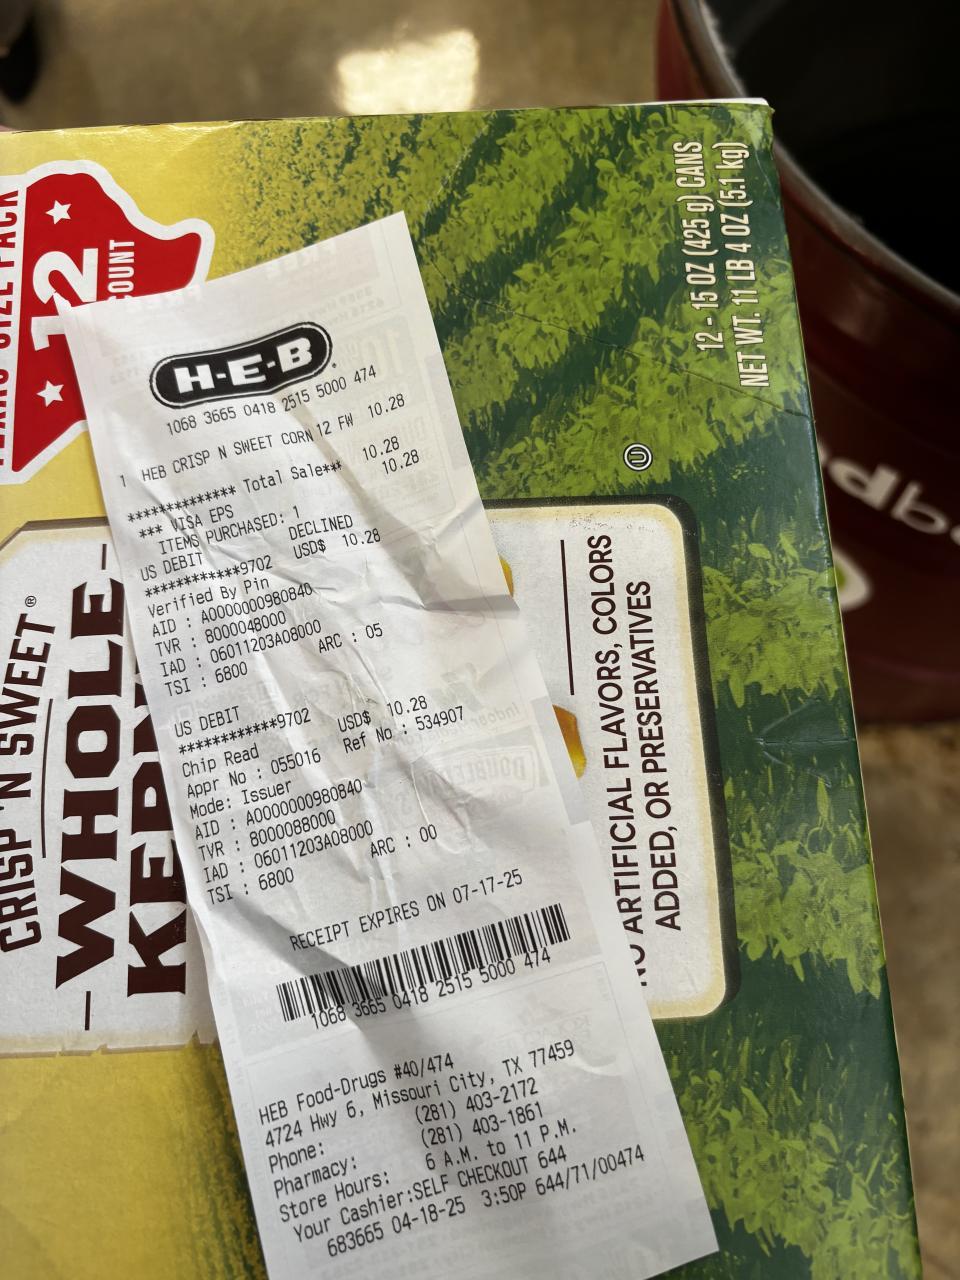 12
COUNT
12 - 15 OZ (425 g) CANS
NET WT. 11 LB 4 OZ (5.1 kg)
U
CRISP 'N SWEET®
WHOLE
NO ARTIFICIAL FLAVORS, COLORS
ADDED, OR PRESERVATIVES
H-E-B
1068 3665 0418 2515 5000 474
1 HEB CRISP N SWEET CORN 12 FW 10.28
************** Total Sale*** 10.28
*** VISA EPS 10.28
ITEMS PURCHASED: 1
US DEBIT DECLINED
************9702 USD$ 10.28
Verified By Pin
AID : A0000000980840
TVR : 8000048000
IAD : 06011203A08000
TSI : 6800 ARC : 05
US DEBIT
************9702 USD$ 10.28
Chip Read Ref No : 534907
Appr No : 055016
Mode: Issuer
AID : A0000000980840
TVR : 8000088000
IAD : 06011203A08000
TSI : 6800 ARC : 00
RECEIPT EXPIRES ON 07-17-25
1068 3665 0418 2515 5000 474
HEB Food-Drugs #40/474
4724 Hwy 6, Missouri City, TX 77459
Phone: (281) 403-2172
Pharmacy: (281) 403-1861
Store Hours: 6 A.M. to 11 P.M.
Your Cashier:SELF CHECKOUT 644
683665 04-18-25 3:50P 644/71/00474